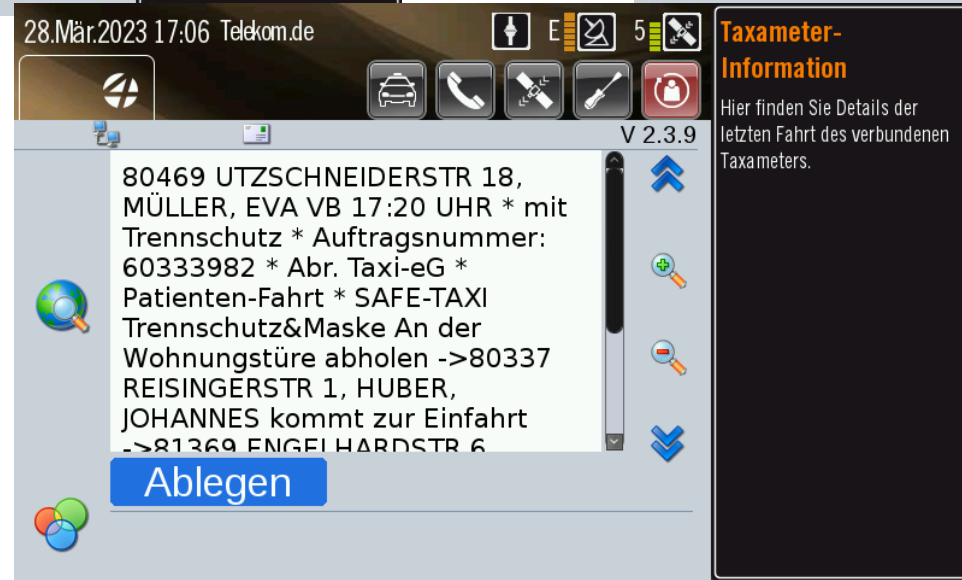 28.Mär.2023 17:06 Telekom.de
E
5
V 2.3.9
80469 UTZSCHNEIDERSTR 18,
MÜLLER, EVA VB 17:20 UHR * mit
Trennschutz * Auftragsnummer:
60333982 * Abr. Taxi-eG *
Patienten-Fahrt * SAFE-TAXI
Trennschutz&Maske An der
Wohnungstüre abholen ->80337
REISINGERSTR 1, HUBER,
JOHANNES kommt zur Einfahrt
->81369 ENGELHARDSTR 6
Ablegen
Taxameter-
Information
Hier finden Sie Details der
letzten Fahrt des verbundenen
Taxameters.